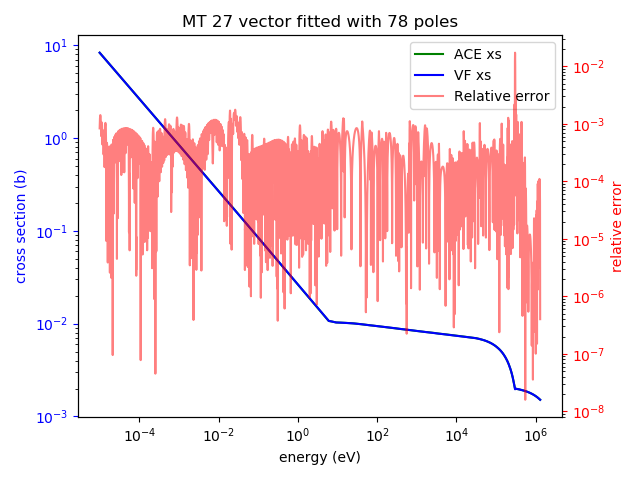 MT 27 vector fitted with 78 poles
ACE xs
VF xs
Relative error
cross section (b)
10^1
10^0
10^-1
10^-2
10^-3
relative error
10^-2
10^-3
10^-4
10^-5
10^-6
10^-7
10^-8
10^-4
10^-2
10^0
10^2
10^4
10^6
energy (eV)